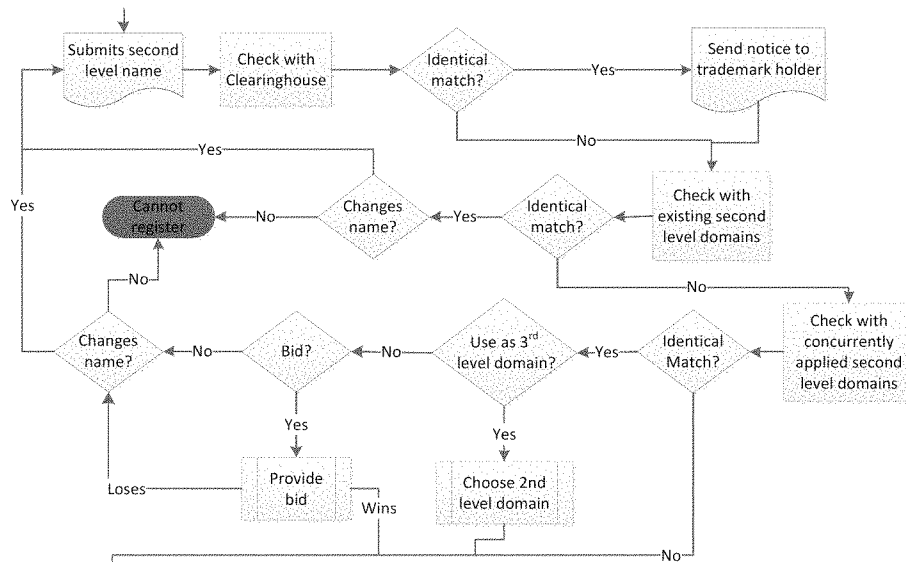 Submits second
level name
Check with
Clearinghouse
Identical
match?
Yes
Send notice to
trademark holder
No
Yes
Yes
Cannot
register
No
Changes
name?
Yes
Identical
match?
Check with
existing second
level domains
No
No
Changes
name?
No
Bid?
No
Use as 3rd
level domain?
Yes
Identical
Match?
Check with
concurrently
applied second
level domains
Yes
Yes
Loses
Provide
bid
Wins
Choose 2nd
level domain
No